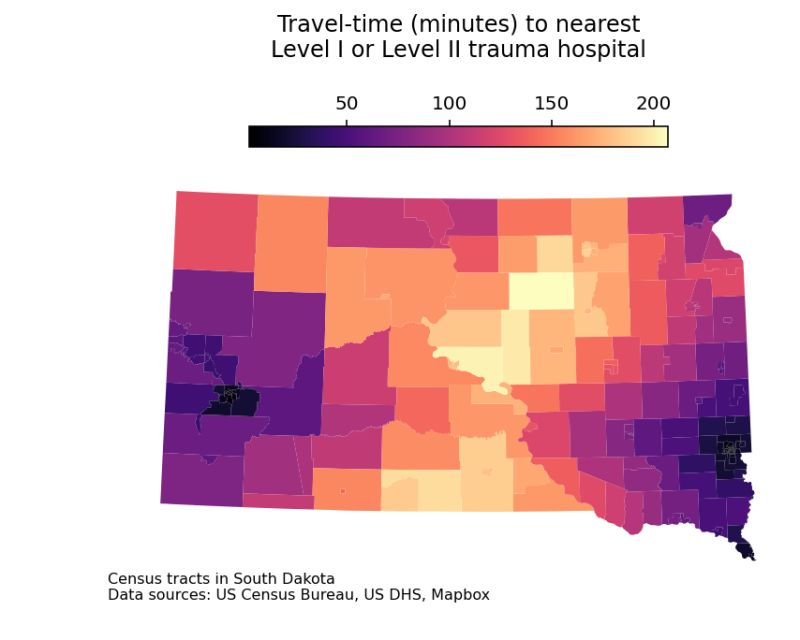 Travel-time (minutes) to nearest
Level I or Level II trauma hospital
50 100 150 200
Census tracts in South Dakota
Data sources: US Census Bureau, US DHS, Mapbox